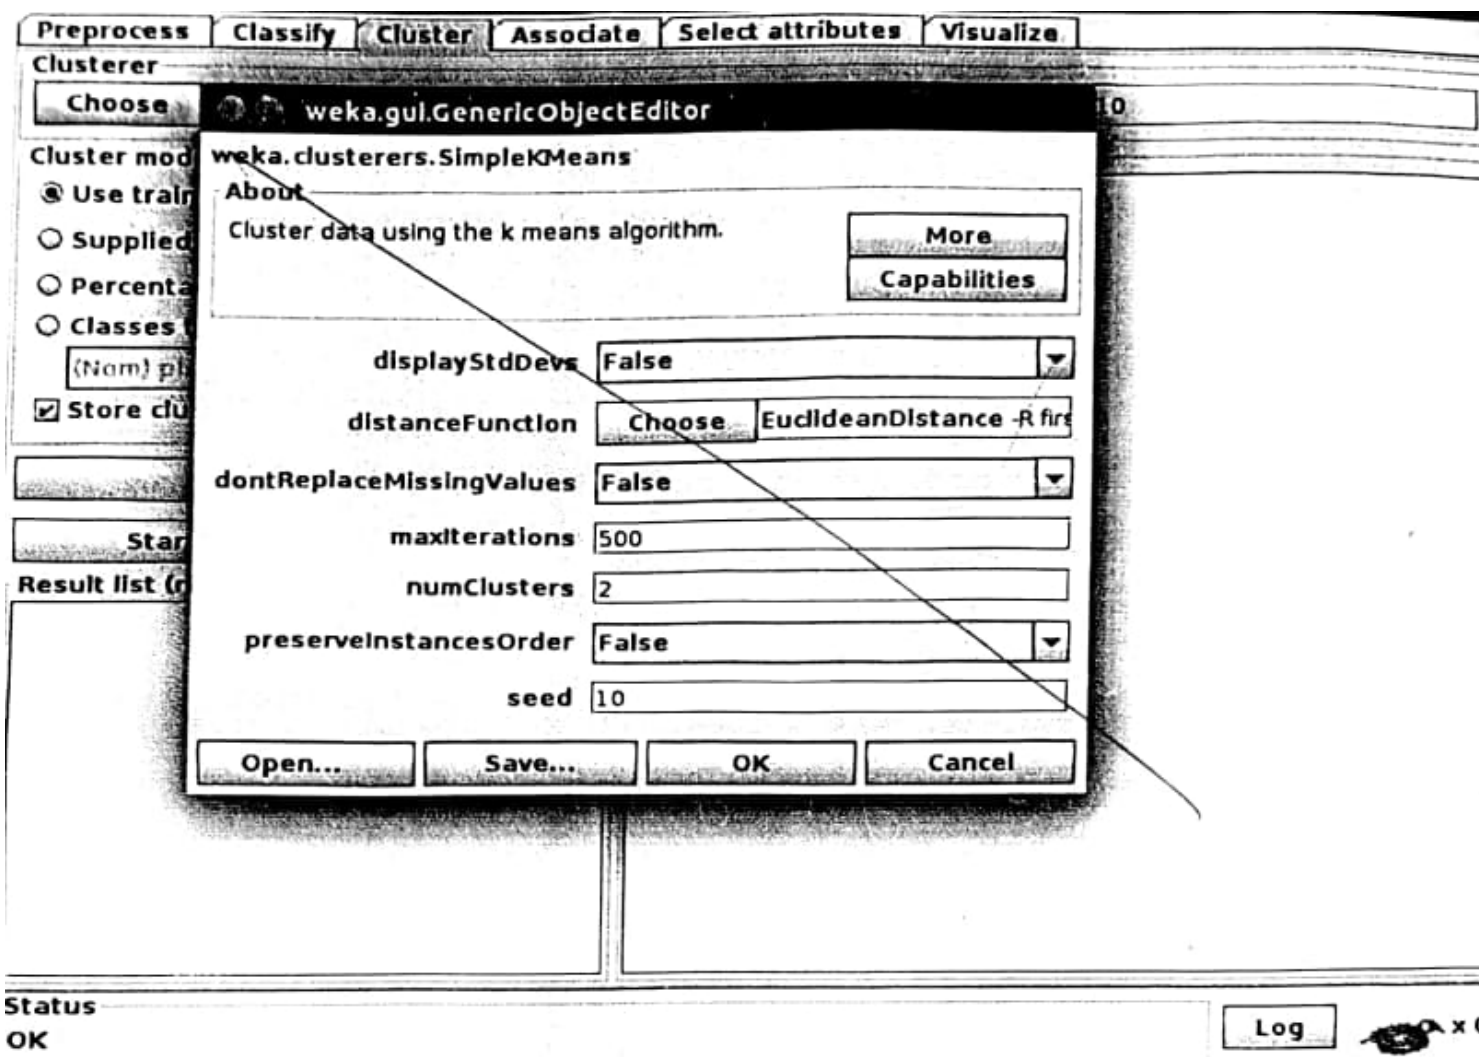 Preprocess Classify Cluster Associate Select attributes Visualize
Clusterer
Choose 10
weka.gui.GenericObjectEditor
Cluster mod
weka.clusterers.SimpleKMeans
Use train
About
Cluster data using the k means algorithm.
More
Supplied
Capabilities
Percenta
Classes t
displayStdDevs False
(Nom) pl
Store clu
distanceFunction Choose EuclideanDistance -R firs
dontReplaceMissingValues False
maxIterations 500
Star
Result list (r
numClusters 2
preserveInstancesOrder False
seed 10
Open... Save... OK Cancel
Status
OK
Log
x 0